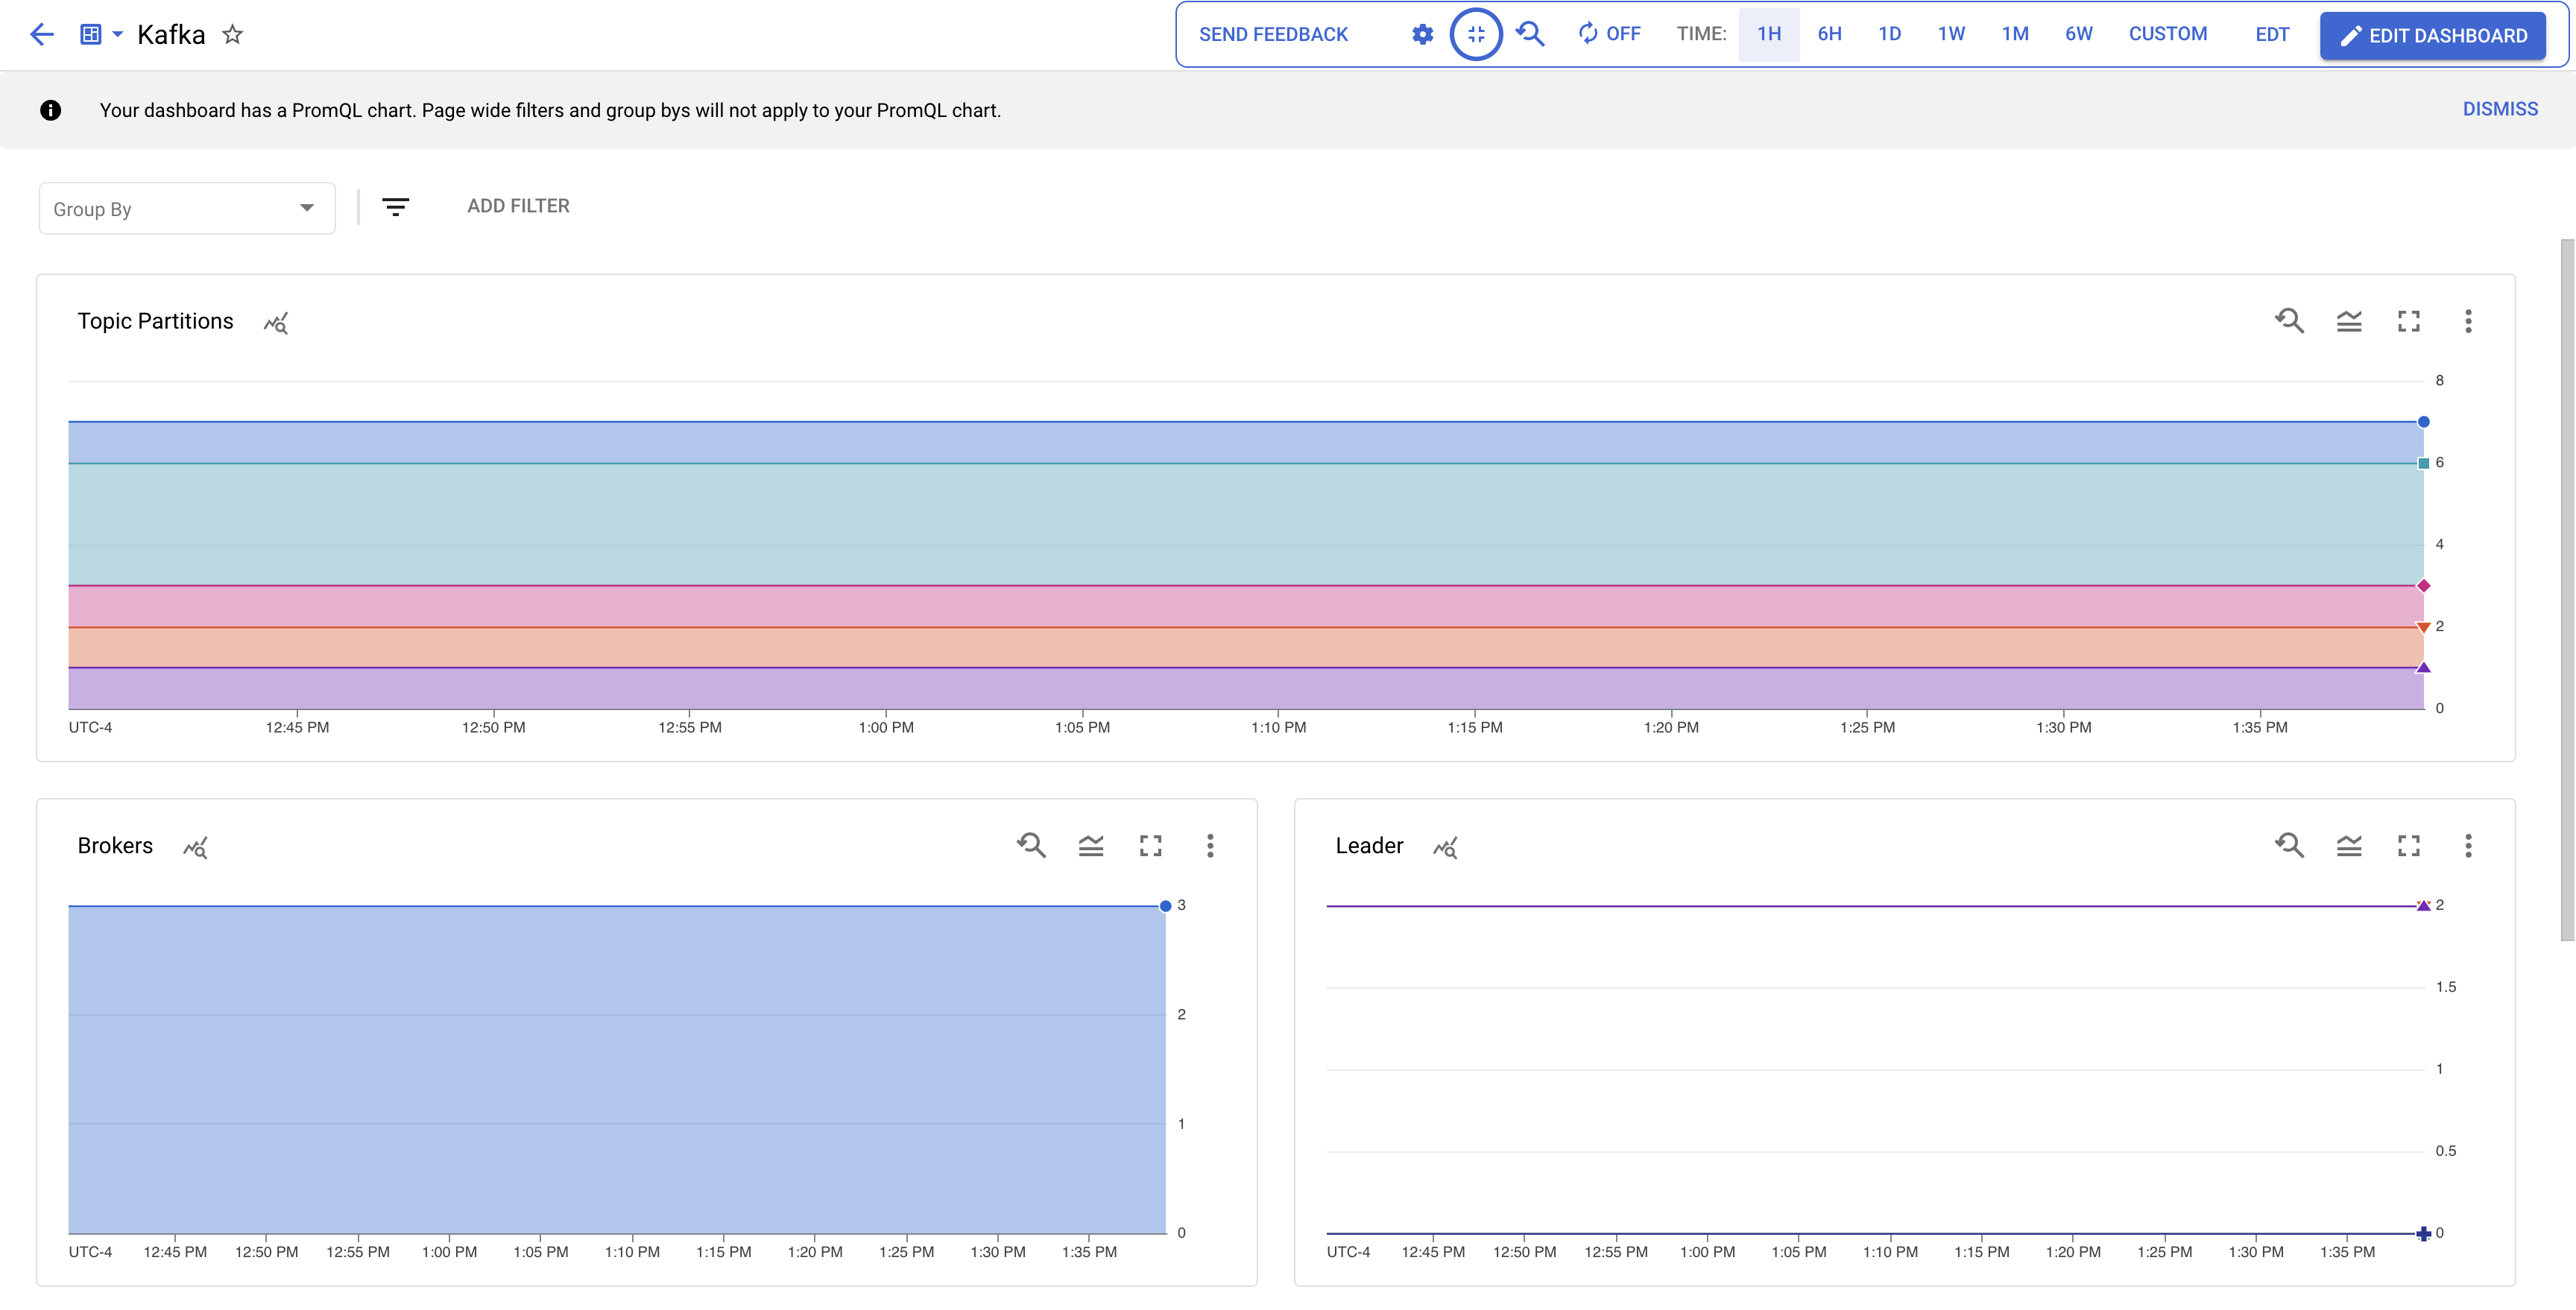 Kafka
SEND FEEDBACK OFF TIME: 1H 6H 1D 1W 1M 6W CUSTOM EDT EDIT DASHBOARD
Your dashboard has a PromQL chart. Page wide filters and group bys will not apply to your PromQL chart. DISMISS
Group By ADD FILTER
Topic Partitions
8
6
4
2
0
UTC-4 12:45 PM 12:50 PM 12:55 PM 1:00 PM 1:05 PM 1:10 PM 1:15 PM 1:20 PM 1:25 PM 1:30 PM 1:35 PM
Brokers
3
2
1
0
UTC-4 12:45 PM 12:50 PM 12:55 PM 1:00 PM 1:05 PM 1:10 PM 1:15 PM 1:20 PM 1:25 PM 1:30 PM 1:35 PM
Leader
2
1.5
1
0.5
0
UTC-4 12:45 PM 12:50 PM 12:55 PM 1:00 PM 1:05 PM 1:10 PM 1:15 PM 1:20 PM 1:25 PM 1:30 PM 1:35 PM